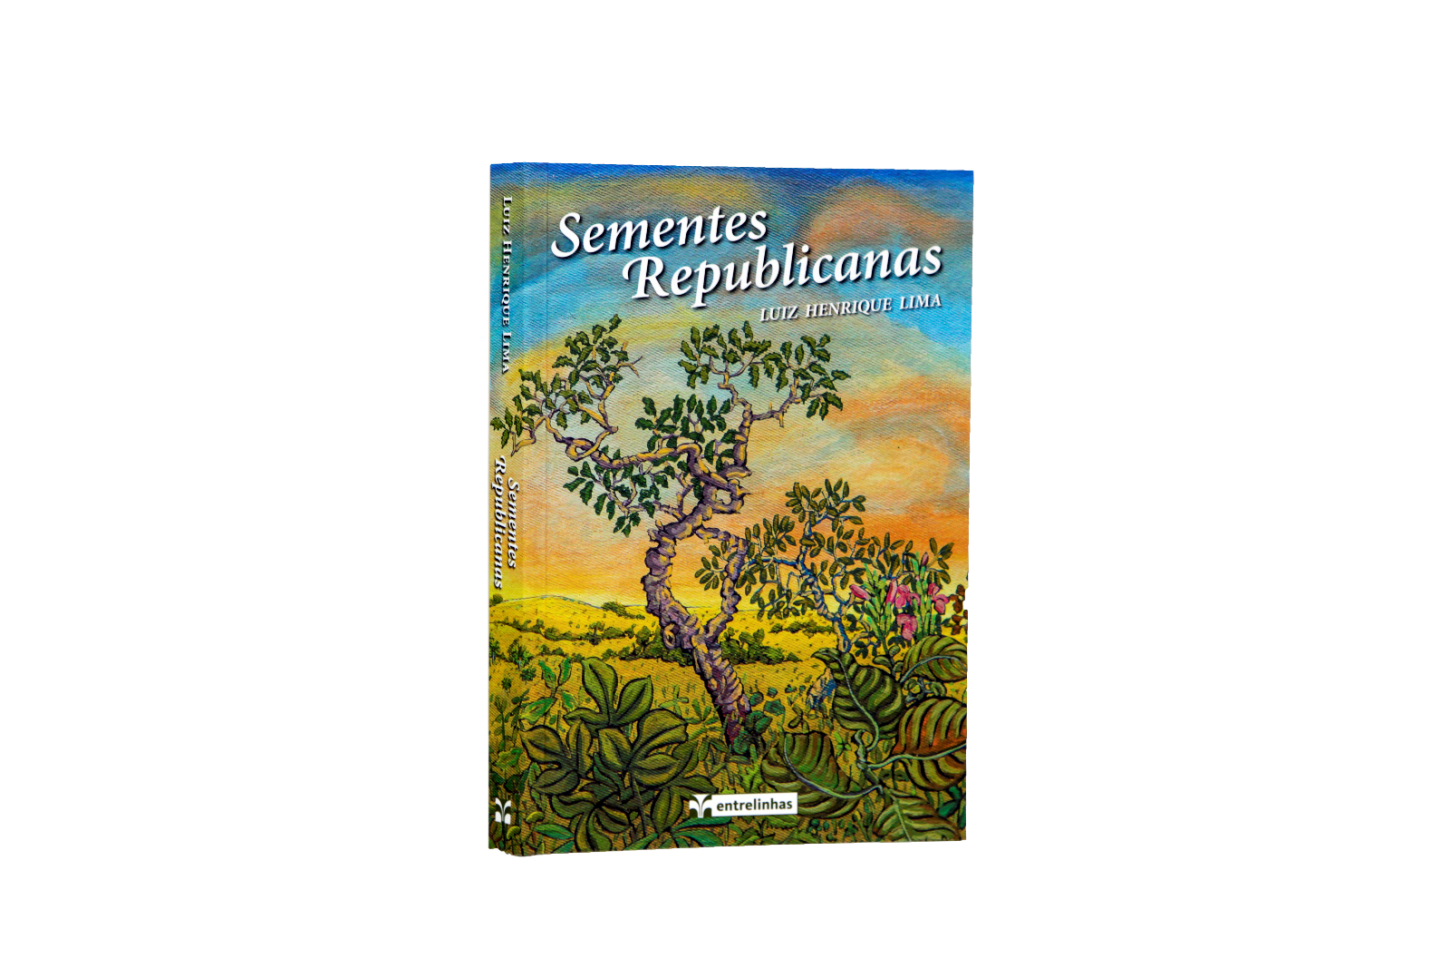 Sementes
Republicanas
LUIZ HENRIQUE LIMA
entrelinhas
LUIZ HENRIQUE LIMA
Sementes
Republicanas